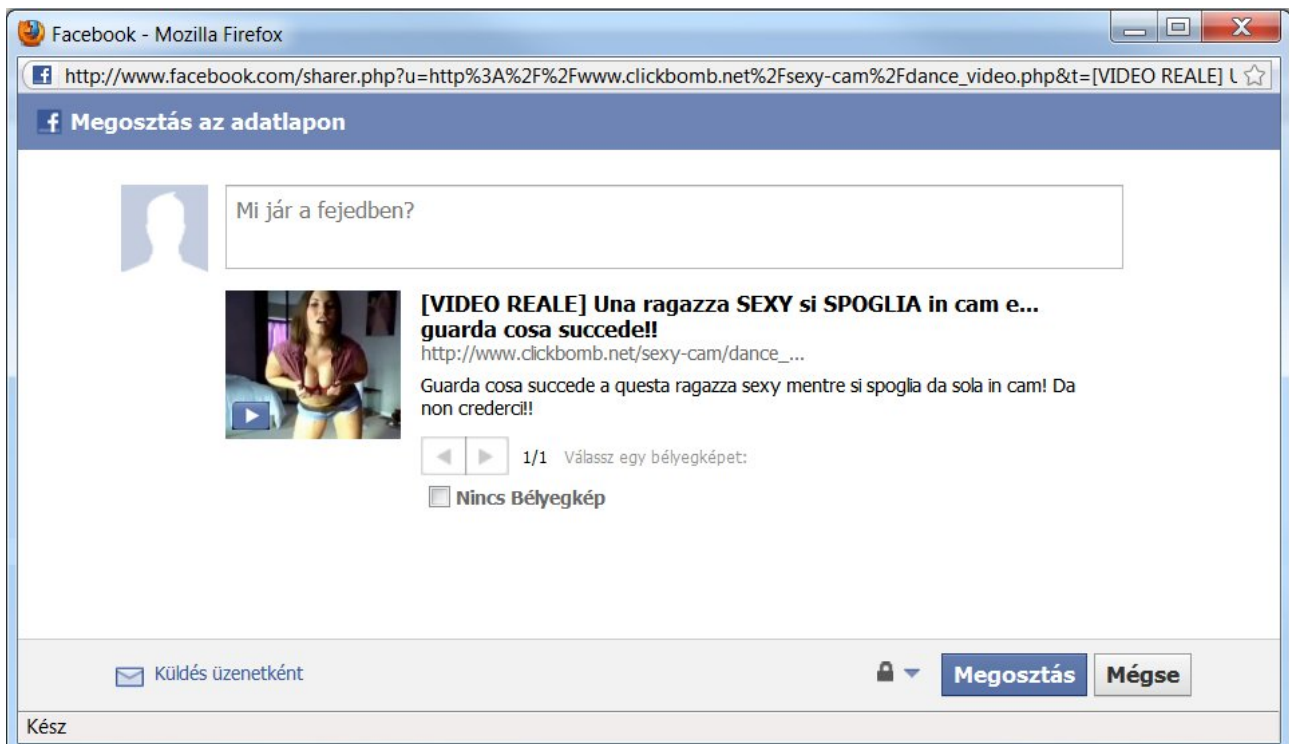 Facebook - Mozilla Firefox
http://www.facebook.com/sharer.php?u=http%3A%2F%2Fwww.clickbomb.net%2Fsexy-cam%2Fdance_video.php&t=[VIDEO REALE] U
Megosztás az adatlapon
Mi jár a fejedben?
[VIDEO REALE] Una ragazza SEXY si SPOGLIA in cam e...
guarda cosa succede!!
http://www.clickbomb.net/sexy-cam/dance_...
Guarda cosa succede a questa ragazza sexy mentre si spoglia da sola in cam! Da
non crederci!!
1/1 Válassz egy bélyegképet:
Nincs Bélyegkép
Küldés üzenetként
Megosztás Mégse
Kész